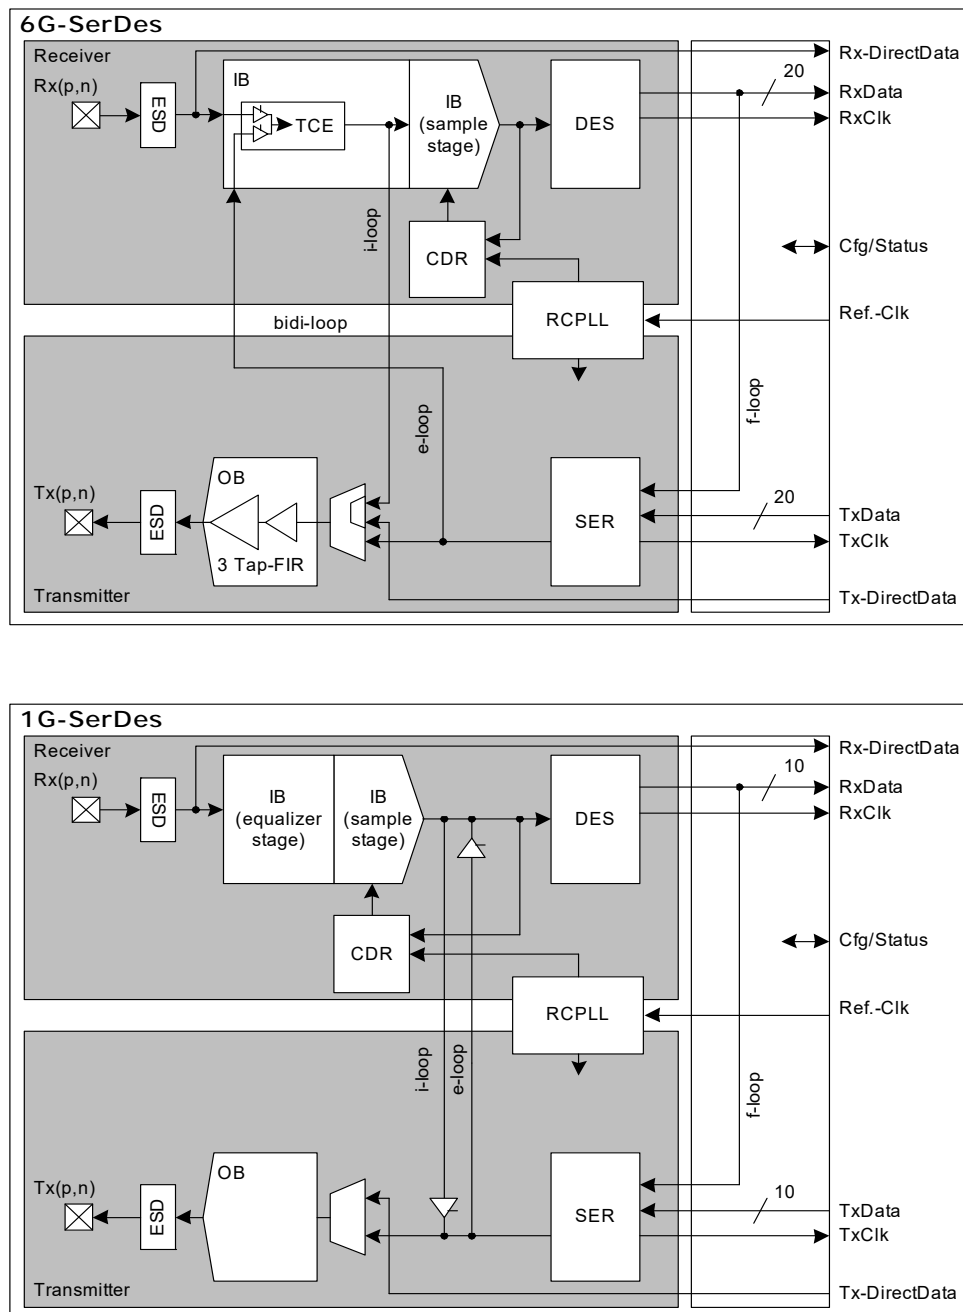 6G-SerDes
Receiver
Rx-DirectData
Rx(p,n)
ESD
IB
TCE
IB
(sample
stage)
DES
20
RxData
RxClk
i-loop
CDR
Cfg/Status
RCPLL
Ref.-Clk
bidi-loop
e-loop
f-loop
Tx(p,n)
ESD
OB
3 Tap-FIR
SER
20
TxData
TxClk
Transmitter
Tx-DirectData
1G-SerDes
Receiver
Rx-DirectData
Rx(p,n)
ESD
IB
(equalizer
stage)
IB
(sample
stage)
DES
10
RxData
RxClk
CDR
Cfg/Status
RCPLL
Ref.-Clk
i-loop
e-loop
f-loop
Tx(p,n)
ESD
OB
SER
10
TxData
TxClk
Transmitter
Tx-DirectData